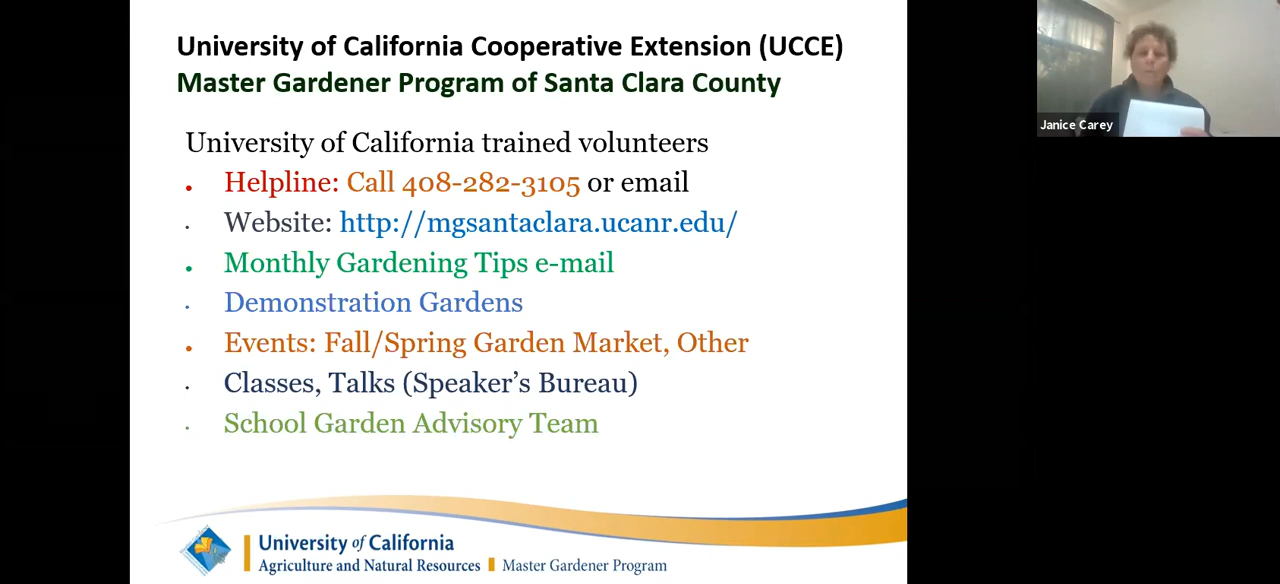 University of California Cooperative Extension (UCCE)
Master Gardener Program of Santa Clara County
University of California trained volunteers
Helpline: Call 408-282-3105 or email
Website: http://mgsantaclara.ucanr.edu/
Monthly Gardening Tips e-mail
Demonstration Gardens
Events: Fall/Spring Garden Market, Other
Classes, Talks (Speaker’s Bureau)
School Garden Advisory Team
University of California
Agriculture and Natural Resources Master Gardener Program
Janice Carey